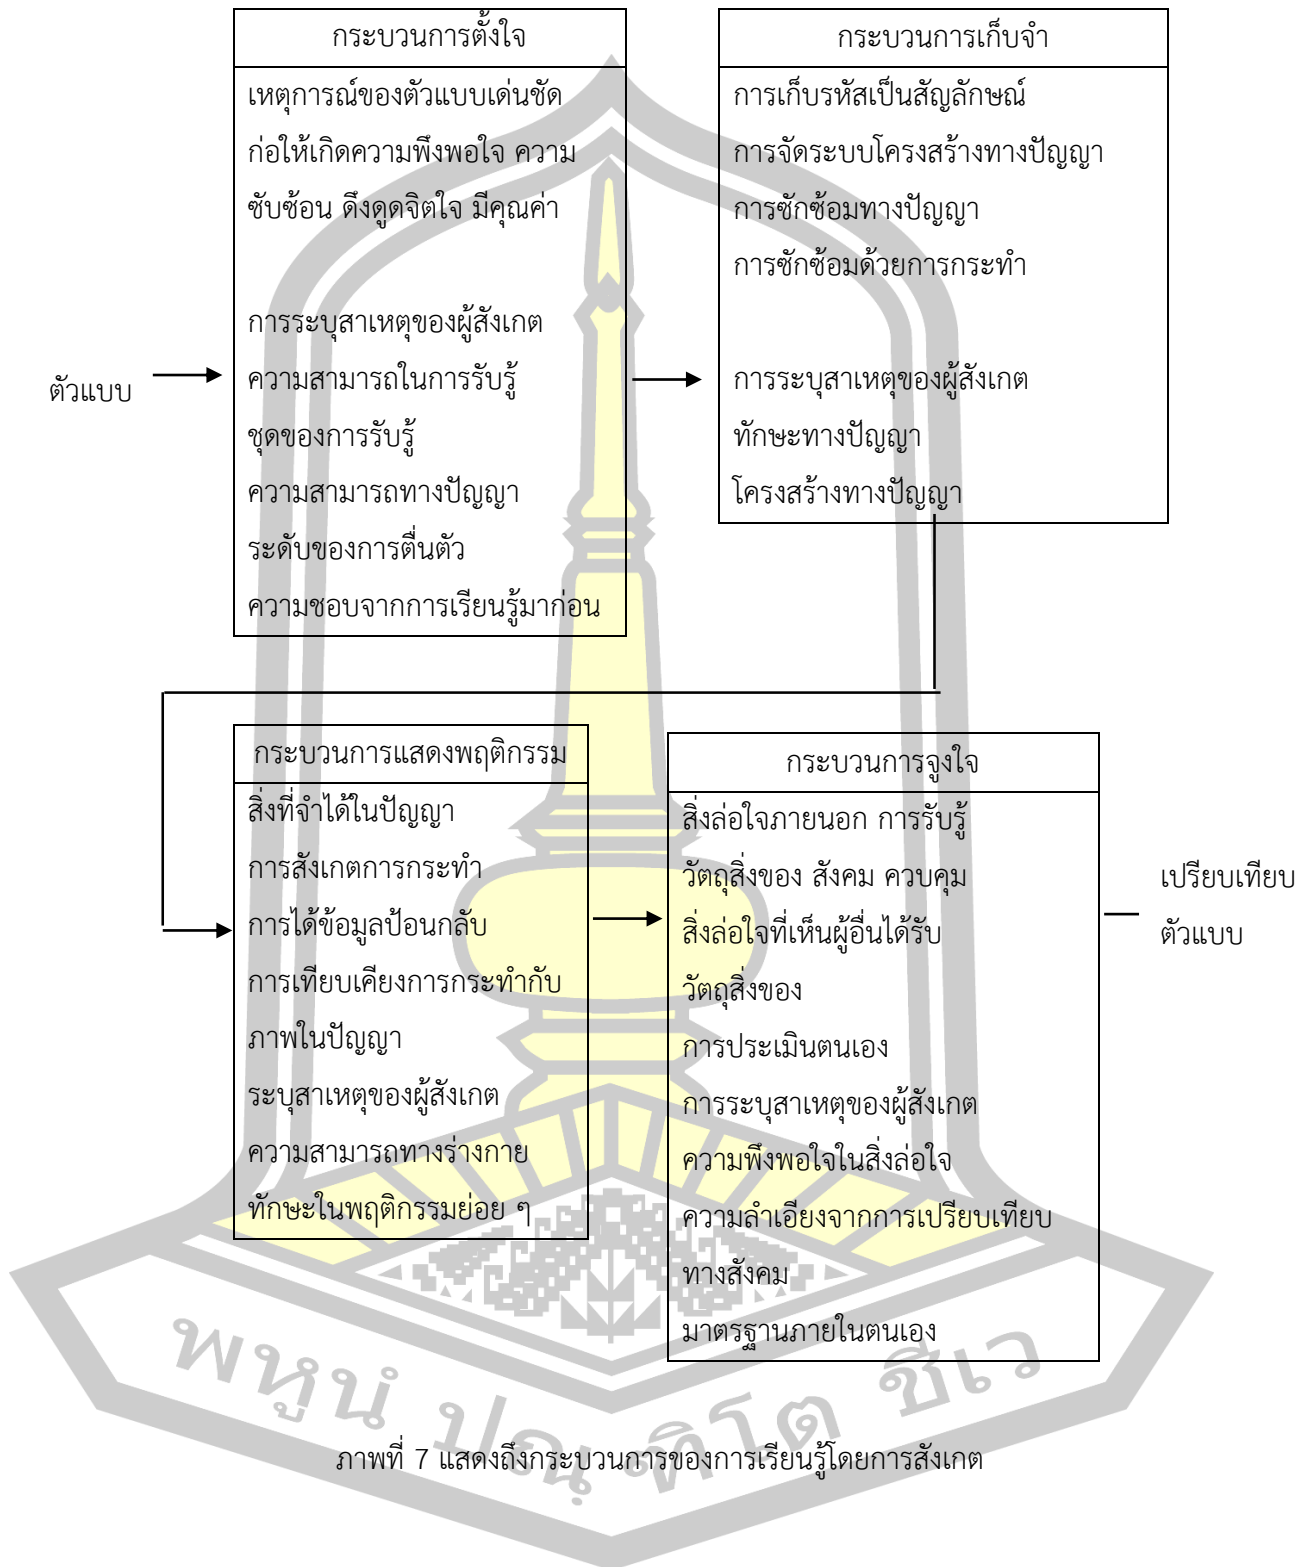 กระบวนการตั้งใจ
เหตุการณ์ของตัวแบบเด่นชัด
ก่อให้เกิดความพึงพอใจ ความ
ซับซ้อน ดึงดูดจิตใจ มีคุณค่า
การระบุสาเหตุของผู้สังเกต
ความสามารถในการรับรู้
ชุดของการรับรู้
ความสามารถทางปัญญา
ระดับของการตื่นตัว
ความชอบจากการเรียนรู้มาก่อน
กระบวนการเก็บจำ
การเก็บรหัสเป็นสัญลักษณ์
การจัดระบบโครงสร้างทางปัญญา
การซักซ้อมทางปัญญา
การซักซ้อมด้วยการกระทำ
การระบุสาเหตุของผู้สังเกต
ทักษะทางปัญญา
โครงสร้างทางปัญญา
ตัวแบบ
กระบวนการแสดงพฤติกรรม
สิ่งที่จำได้ในปัญญา
การสังเกตการกระทำ
การได้ข้อมูลป้อนกลับ
การเทียบเคียงการกระทำกับ
ภาพในปัญญา
ระบุสาเหตุของผู้สังเกต
ความสามารถทางร่างกาย
ทักษะในพฤติกรรมย่อย ๆ
กระบวนการจูงใจ
สิ่งล่อใจภายนอก การรับรู้
วัตถุสิ่งของ สังคม ควบคุม
สิ่งล่อใจที่เห็นผู้อื่นได้รับ
วัตถุสิ่งของ
การประเมินตนเอง
การระบุสาเหตุของผู้สังเกต
ความพึงพอใจในสิ่งล่อใจ
ความลำเอียงจากการเปรียบเทียบ
ทางสังคม
มาตรฐานภายในตนเอง
เปรียบเทียบ
ตัวแบบ
พหูนํ ปณฺฑิโต ชีเว
ภาพที่ 7 แสดงถึงกระบวนการของการเรียนรู้โดยการสังเกต